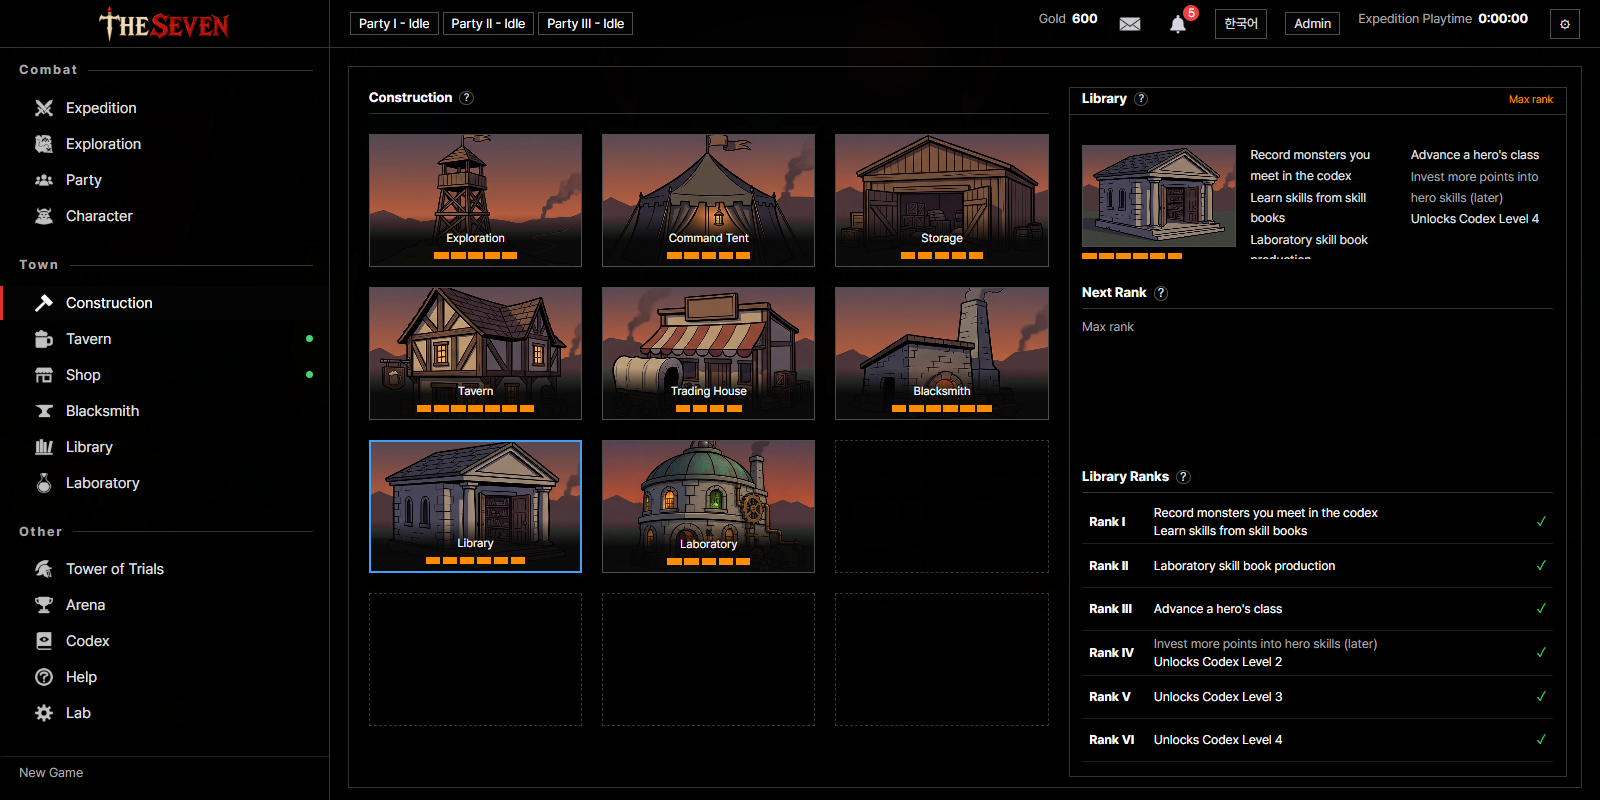 THE SEVEN
Party I - Idle
Party II - Idle
Party III - Idle
Gold 600
5
한국어
Admin
Expedition Playtime 0:00:00
Combat
Expedition
Exploration
Party
Character
Town
Construction
Tavern
Shop
Blacksmith
Library
Laboratory
Other
Tower of Trials
Arena
Codex
Help
Lab
New Game
Construction ?
Exploration
Command Tent
Storage
Tavern
Trading House
Blacksmith
Library
Laboratory
Library ?
Max rank
Record monsters you
meet in the codex
Learn skills from skill
books
Laboratory skill book
production
Advance a hero's class
Invest more points into
hero skills (later)
Unlocks Codex Level 4
Next Rank ?
Max rank
Library Ranks ?
Rank I
Record monsters you meet in the codex
Learn skills from skill books
Rank II
Laboratory skill book production
Rank III
Advance a hero's class
Rank IV
Invest more points into hero skills (later)
Unlocks Codex Level 2
Rank V
Unlocks Codex Level 3
Rank VI
Unlocks Codex Level 4